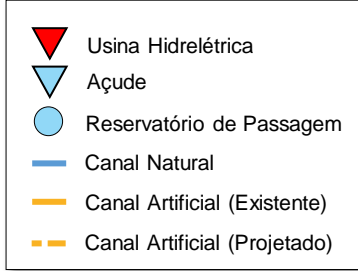 Usina Hidrelétrica
Açude
Reservatório de Passagem
Canal Natural
Canal Artificial (Existente)
Canal Artificial (Projetado)